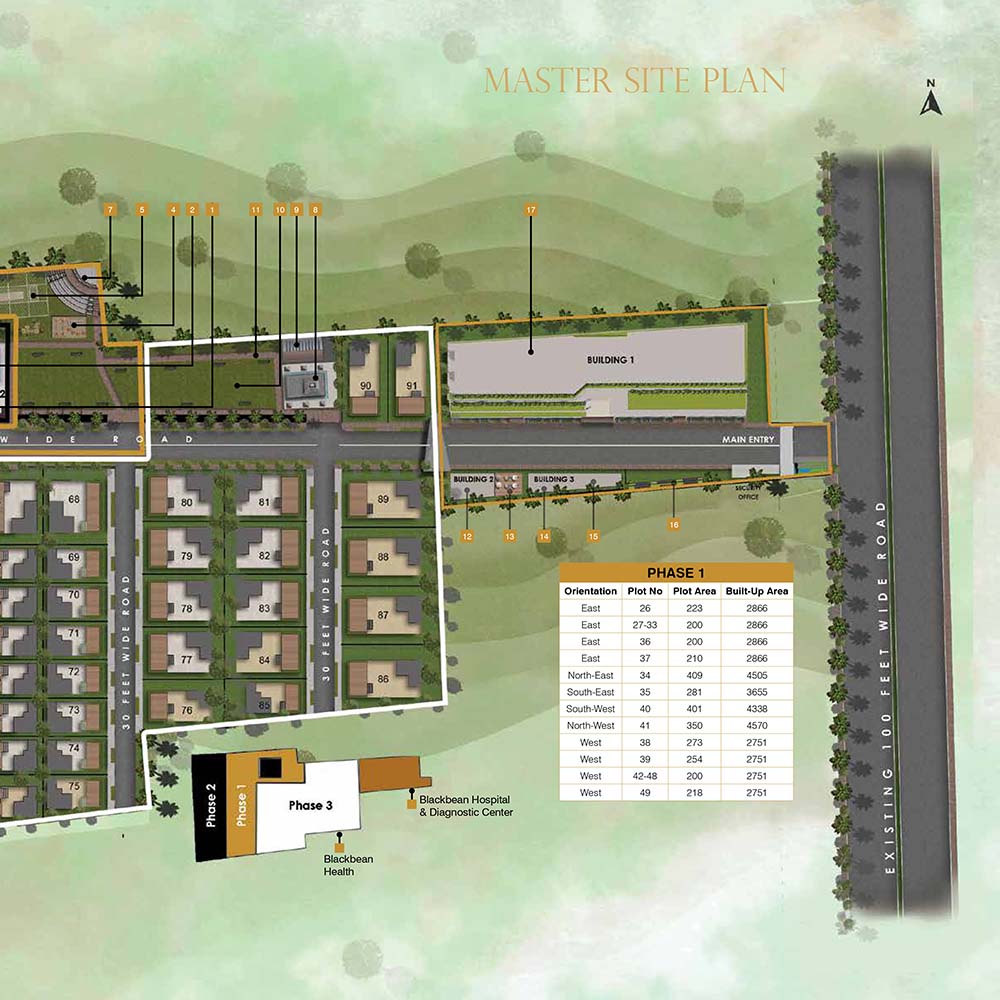 MASTER SITE PLAN
N
7 5 4 2 1 11 10 9 8 17
BUILDING 1
90 91
2
WIDE ROAD
MAIN ENTRY
BUILDING 2 BUILDING 3
SECURITY
OFFICE
12 13 14 15 16
68 80 81 89
69 79 82 88
70
71 78 83 87
72 77 84
73 76 85 86
74
75
30 FEET WIDE ROAD
30 FEET WIDE ROAD
EXISTING 100 FEET WIDE ROAD
PHASE 1
Orientation Plot No Plot Area Built-Up Area
East 26 223 2866
East 27-33 200 2866
East 36 200 2866
East 37 210 2866
North-East 34 409 4505
South-East 35 281 3655
South-West 40 401 4338
North-West 41 350 4570
West 38 273 2751
West 39 254 2751
West 42-48 200 2751
West 49 218 2751
Phase 2
Phase 1
Phase 3
Blackbean Hospital
& Diagnostic Center
Blackbean
Health